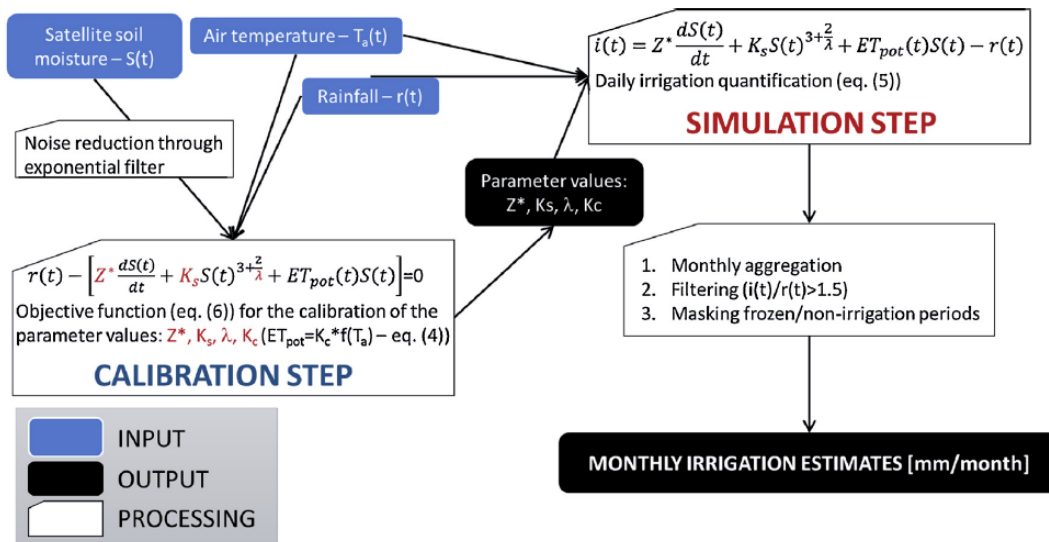 Satellite soil
moisture – S(t)
Air temperature – Tₐ(t)
Rainfall – r(t)
Noise reduction through
exponential filter
i(t) = Z* dS(t)/dt + KₛS(t)^(3+2/λ) + ET_pot(t)S(t) − r(t)
Daily irrigation quantification (eq. (5))
SIMULATION STEP
Parameter values:
Z*, Ks, λ, Kc
r(t) − [Z* dS(t)/dt + KₛS(t)^(3+2/λ) + ET_pot(t)S(t)]=0
Objective function (eq. (6)) for the calibration of the
parameter values: Z*, Kₛ, λ, K_c (ET_pot=K_c*f(Tₐ) – eq. (4))
CALIBRATION STEP
1. Monthly aggregation
2. Filtering (i(t)/r(t)>1.5)
3. Masking frozen/non-irrigation periods
MONTHLY IRRIGATION ESTIMATES [mm/month]
INPUT
OUTPUT
PROCESSING